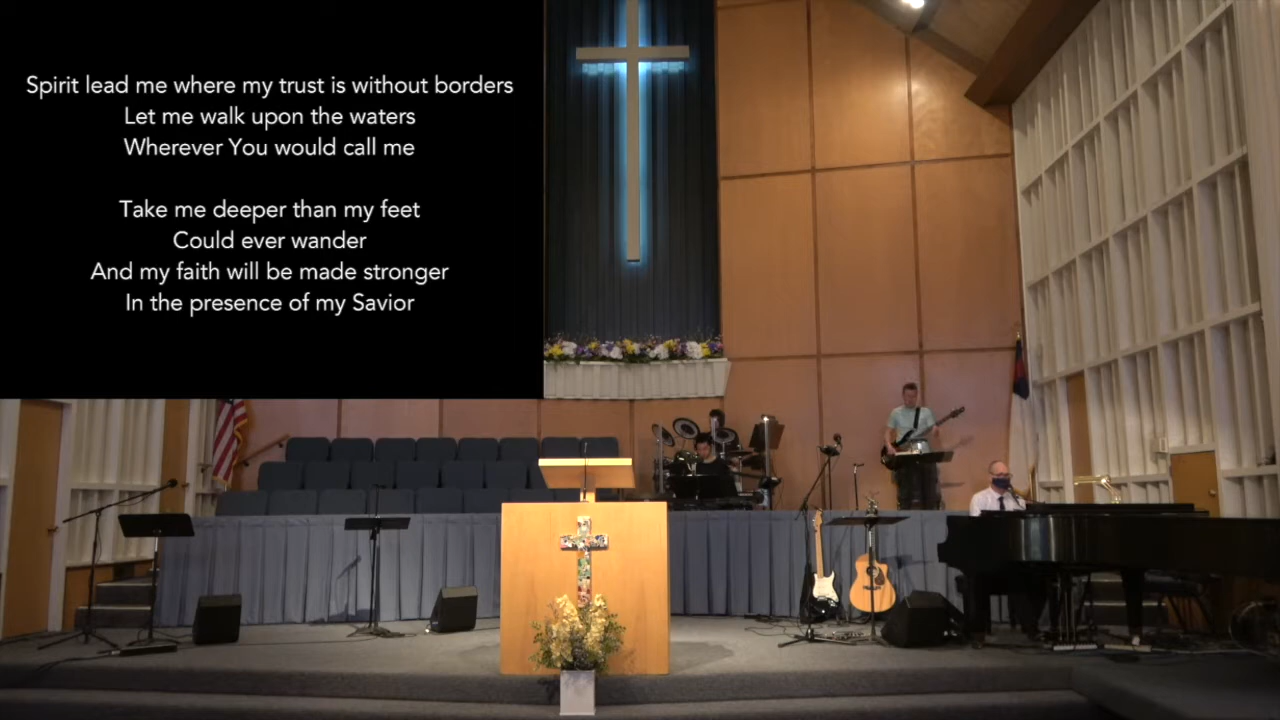 Spirit lead me where my trust is without borders
Let me walk upon the waters
Wherever You would call me
Take me deeper than my feet
Could ever wander
And my faith will be made stronger
In the presence of my Savior